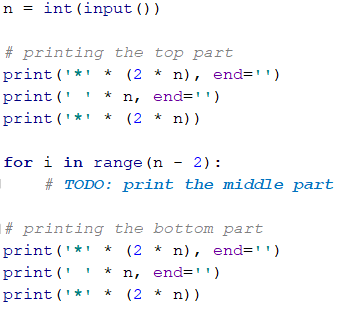 n = int(input())
# printing the top part
print('*' * (2 * n), end='')
print(' ' * n, end='')
print('*' * (2 * n))
for i in range(n - 2):
# TODO: print the middle part
# printing the bottom part
print('*' * (2 * n), end='')
print(' ' * n, end='')
print('*' * (2 * n))